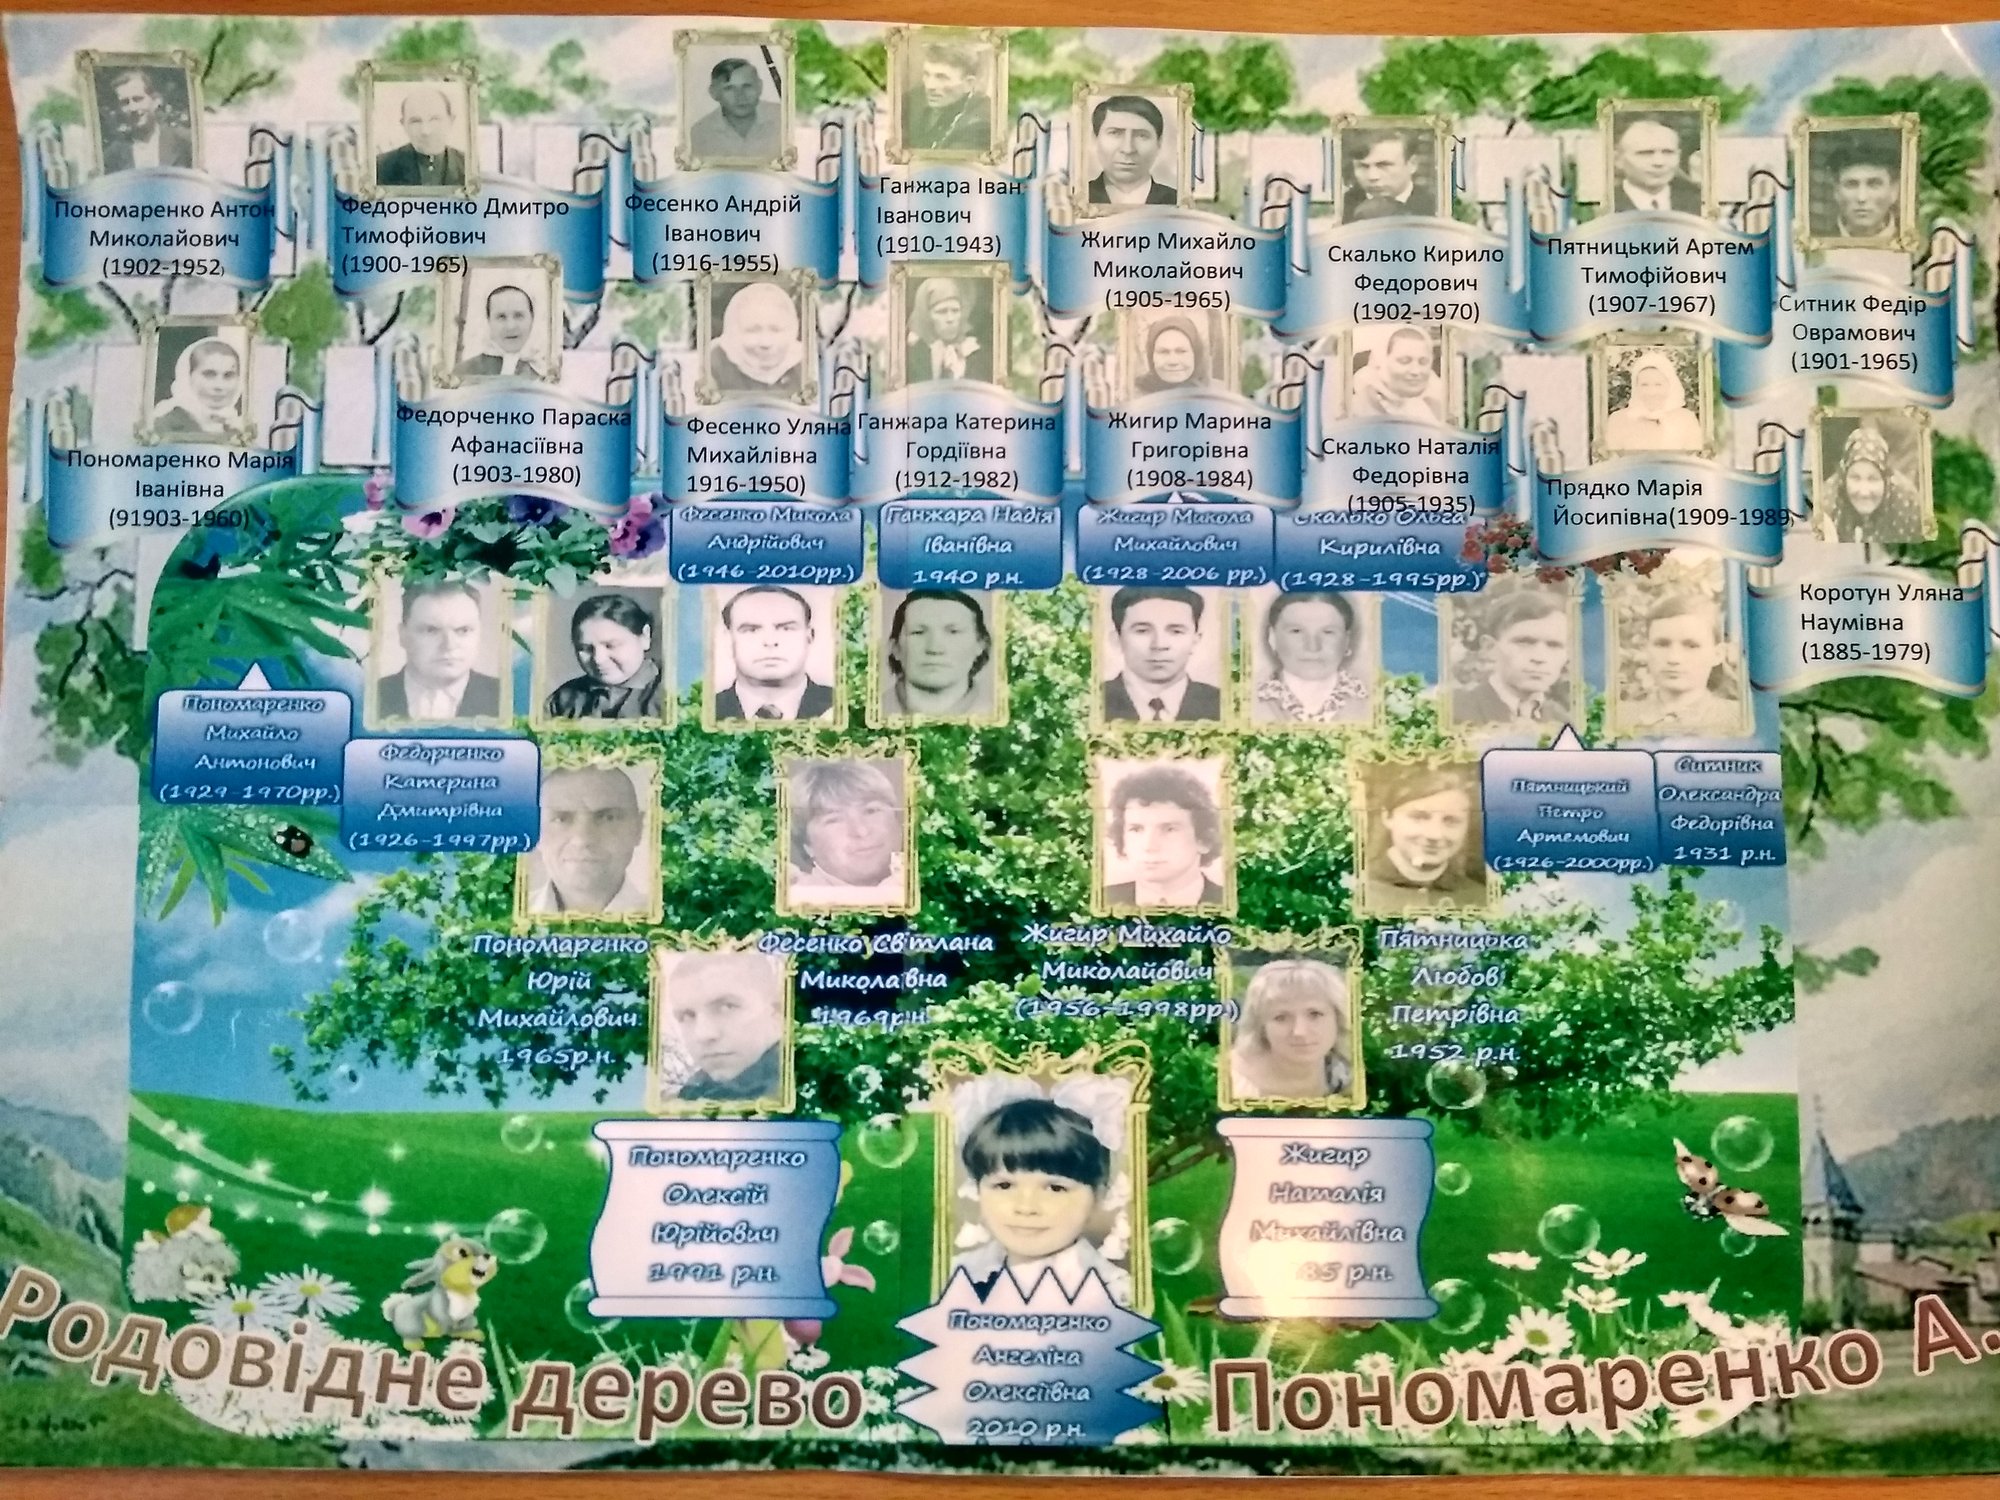 Пономаренко Антон
Миколайович
(1902-1952)
Федорченко Дмитро
Тимофійович
(1900-1965)
Фесенко Андрій
Іванович
(1916-1955)
Ганжара Іван
Іванович
(1910-1943)
Жигир Михайло
Миколайович
(1905-1965)
Скалько Кирило
Федорович
(1902-1970)
Пятницький Артем
Тимофійович
(1907-1967)
Ситник Федір
Оврамович
(1901-1965)
Пономаренко Марія
Іванівна
(91903-1960)
Федорченко Параска
Афанасіївна
(1903-1980)
Фесенко Уляна
Михайлівна
1916-1950)
Ганжара Катерина
Гордіївна
(1912-1982)
Жигир Марина
Григорівна
(1908-1984)
Скалько Наталія
Федорівна
(1905-1935)
Прядко Марія
Йосипівна(1909-1989)
Коротун Уляна
Наумівна
(1885-1979)
Пономаренко
Михайло
Антонович
(1929-1970рр.)
Федорченко
Катерина
Дмитрівна
(1926-1997рр.)
Фесенко Микола
Андрійович
(1946-2010рр.)
Ганжара Надія
Іванівна
1940 р.н.
Жигир Микола
Михайлович
(1928-2006 рр.)
Скалько Ольга
Кирилівна
(1928-1995рр.)
Пятницький
Петро
Артемович
(1926-2000рр.)
Ситник
Олександра
Федорівна
1931 р.н.
Пономаренко
Юрій
Михайлович
1965р.н.
Фесенко Світлана
Миколаївна
1969р.н.
Жигир Михайло
Миколайович
(1956-1998рр.)
Пятницька
Любов
Петрівна
1952 р.н.
Пономаренко
Олексій
Юрійович
1991 р.н.
Жигир
Наталія
Михайлівна
85 р.н.
Пономаренко
Ангеліна
Олексіївна
2010 р.н.
Родовідне дерево Пономаренко А.